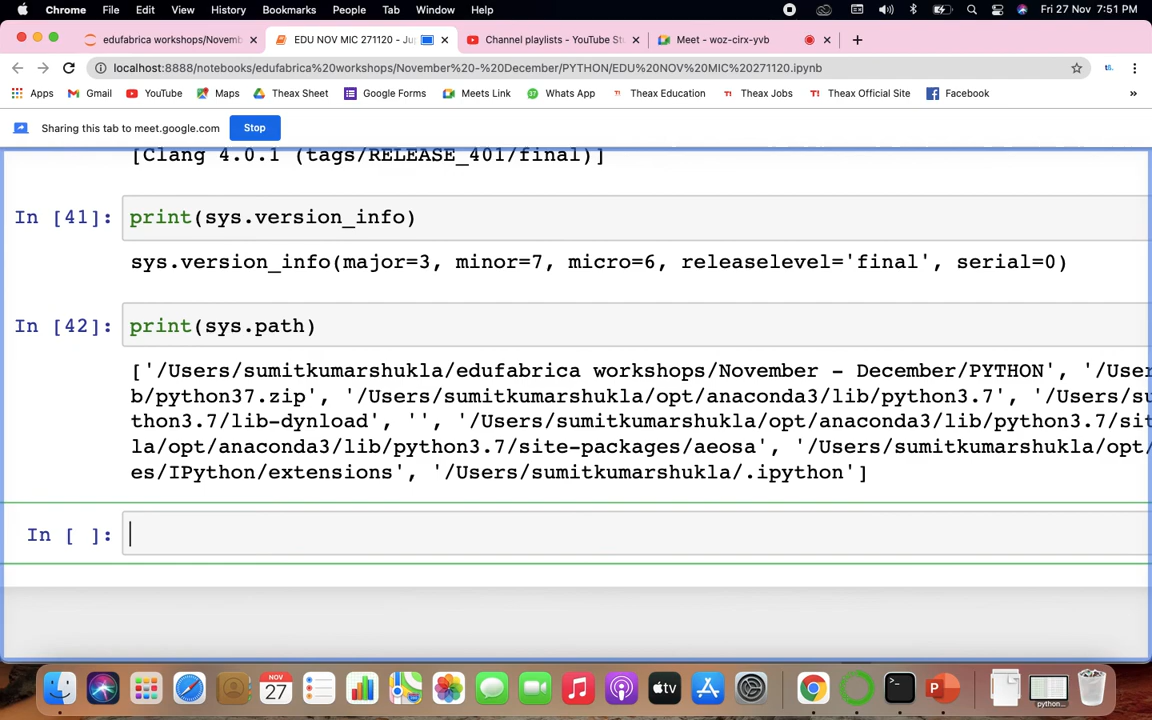 Chrome File Edit View History Bookmarks People Tab Window Help Fri 27 Nov 7:51 PM
edufabrica workshops/Novemb × EDU NOV MIC 271120 - Ju × Channel playlists - YouTube St × Meet - woz-cirx-yvb × +
localhost:8888/notebooks/edufabrica%20workshops/November%20-%20December/PYTHON/EDU%20NOV%20MIC%20271120.ipynb
Apps Gmail YouTube Maps Theax Sheet Google Forms Meets Link Whats App Theax Education Theax Jobs Theax Official Site Facebook »
Sharing this tab to meet.google.com Stop
[Clang 4.0.1 (tags/RELEASE_401/final)]
In [41]: print(sys.version_info)
sys.version_info(major=3, minor=7, micro=6, releaselevel='final', serial=0)
In [42]: print(sys.path)
['/Users/sumitkumarshukla/edufabrica workshops/November - December/PYTHON', '/User
b/python37.zip', '/Users/sumitkumarshukla/opt/anaconda3/lib/python3.7', '/Users/su
thon3.7/lib-dynload', '', '/Users/sumitkumarshukla/opt/anaconda3/lib/python3.7/sit
la/opt/anaconda3/lib/python3.7/site-packages/aeosa', '/Users/sumitkumarshukla/opt/
es/IPython/extensions', '/Users/sumitkumarshukla/.ipython']
In [ ]:
NOV
27
tv
python...